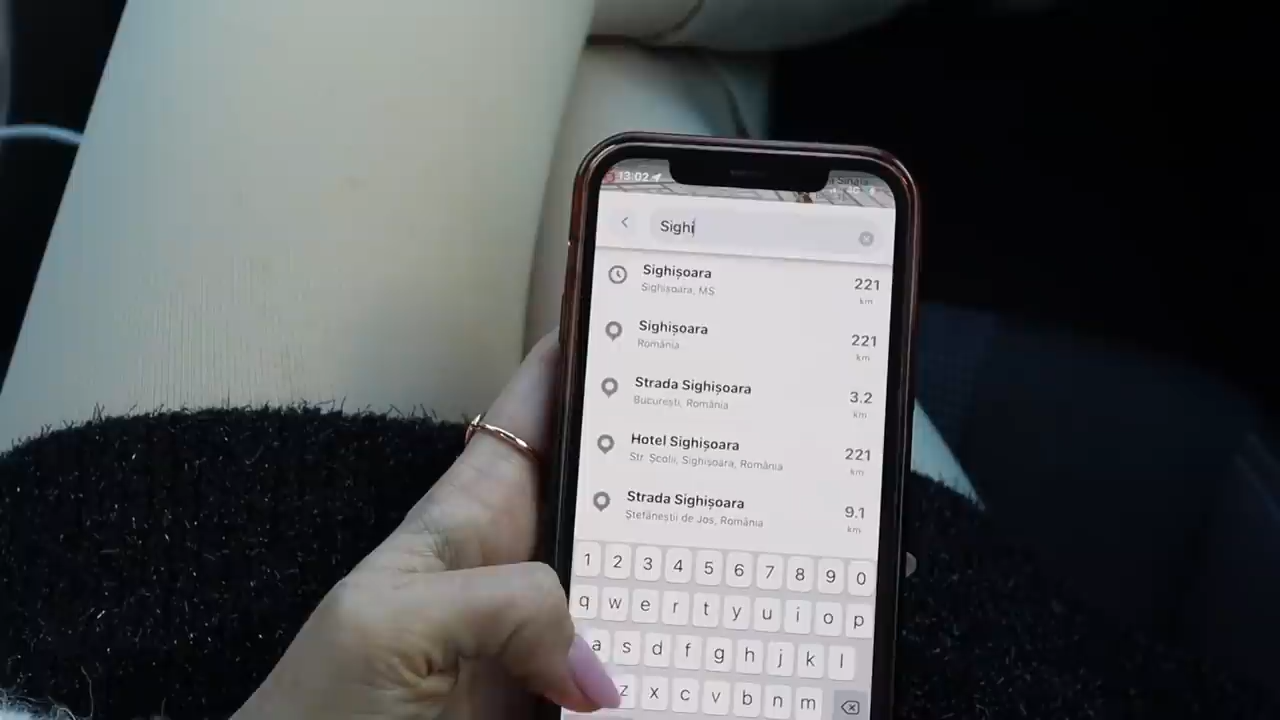 13:02
4G
Sighi
Sighișoara
221
Sighișoara, MS
km
Sighișoara
221
România
km
Strada Sighișoara
3.2
București, România
km
Hotel Sighișoara
221
Str. Școlii, Sighișoara, România
km
Strada Sighișoara
9.1
Ștefăneștii de Jos, România
km
1 2 3 4 5 6 7 8 9 0
q w e r t y u i o p
a s d f g h j k l
z x c v b n m